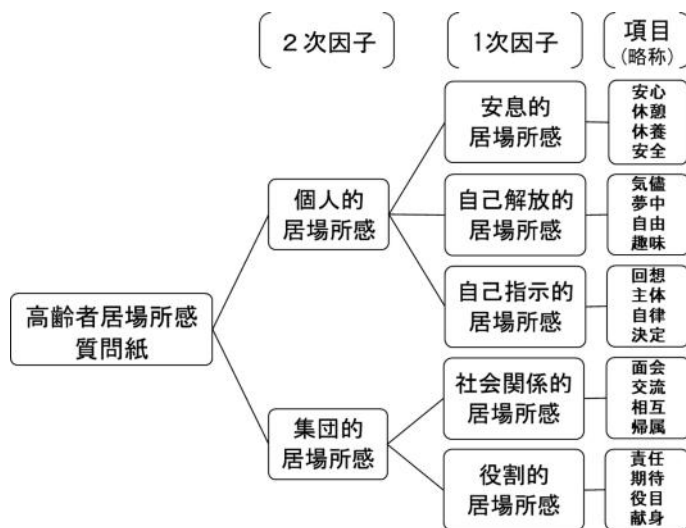 〔２次因子〕
〔１次因子〕
〔項目
(略称)〕
高齢者居場所感
質問紙
個人的
居場所感
集団的
居場所感
安息的
居場所感
自己解放的
居場所感
自己指示的
居場所感
社会関係的
居場所感
役割的
居場所感
安心
休憩
休養
安全
気儘
夢中
自由
趣味
回想
主体
自律
決定
面会
交流
相互
帰属
責任
期待
役目
献身